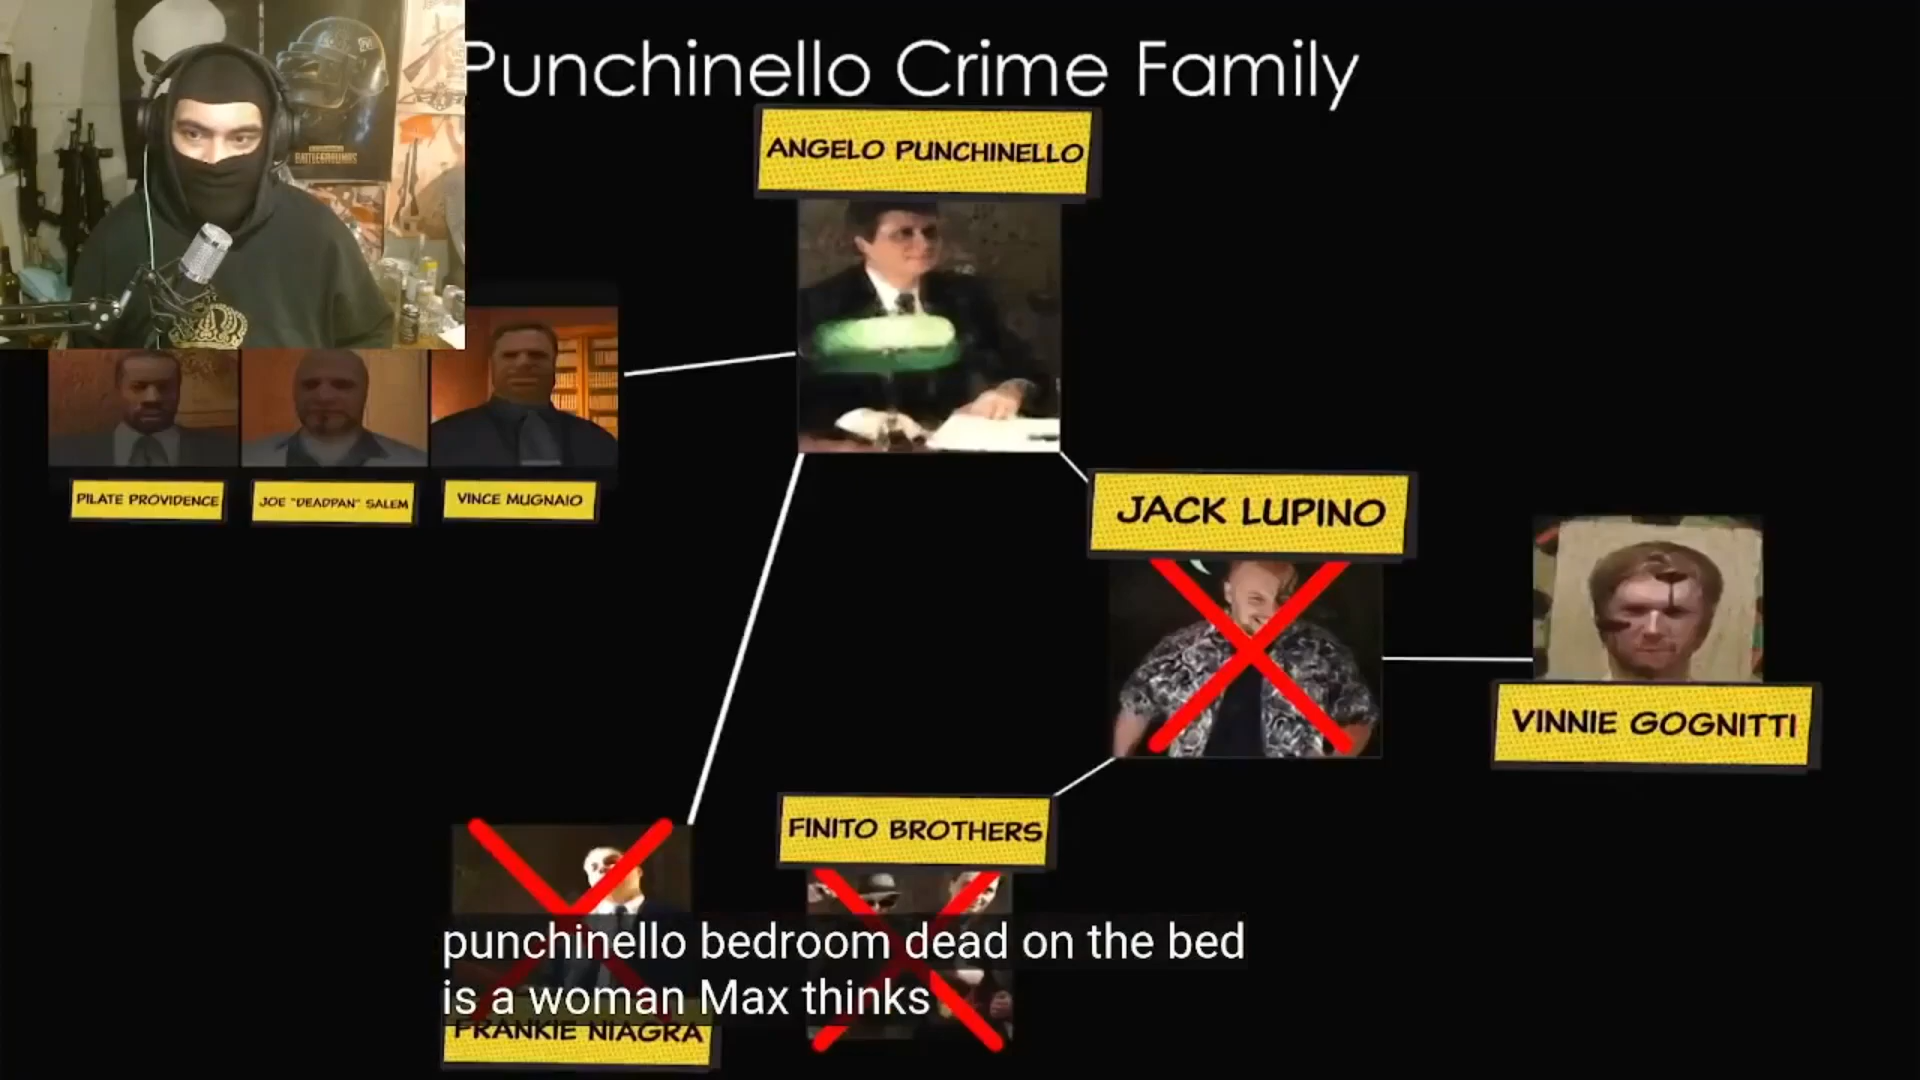 Punchinello Crime Family
ANGELO PUNCHINELLO
BATTLEGROUNDS
PILATE PROVIDENCE
JOE "DEADPAN" SALEM
VINCE MUGNAIO
JACK LUPINO
VINNIE GOGNITTI
FINITO BROTHERS
punchinello bedroom dead on the bed
is a woman Max thinks
FRANKIE NIAGRA